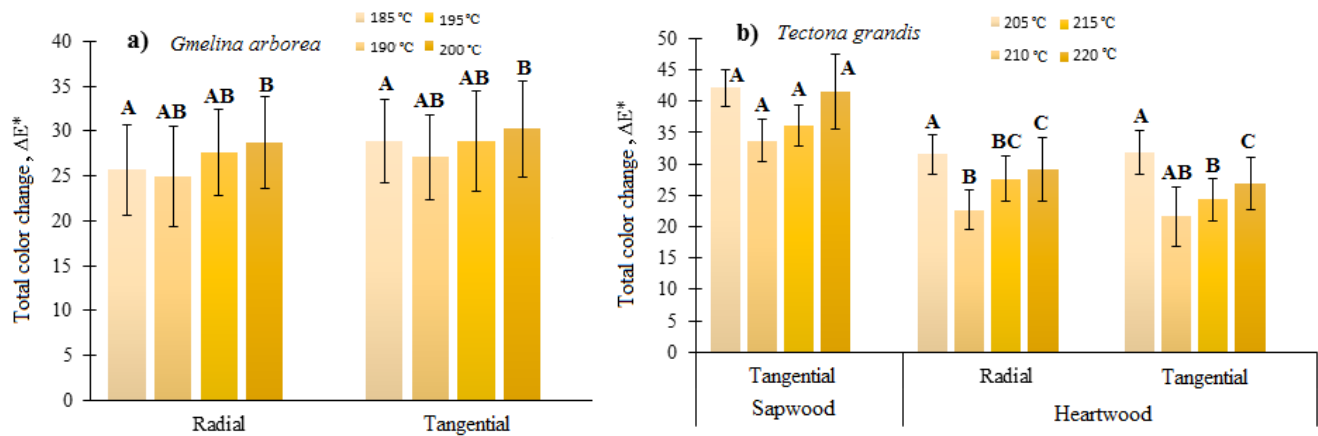 a) Gmelina arborea
185 °C 195 °C
190 °C 200 °C
Total color change , ΔE*
40
35
30
25
20
15
10
5
0
A AB AB B
A AB AB B
Radial Tangential
b) Tectona grandis
205 °C 215 °C
210 °C 220 °C
Total color change , ΔE*
50
45
40
35
30
25
20
15
10
5
0
A A A A
A B BC C
A AB B C
Tangential Radial Tangential
Sapwood Heartwood